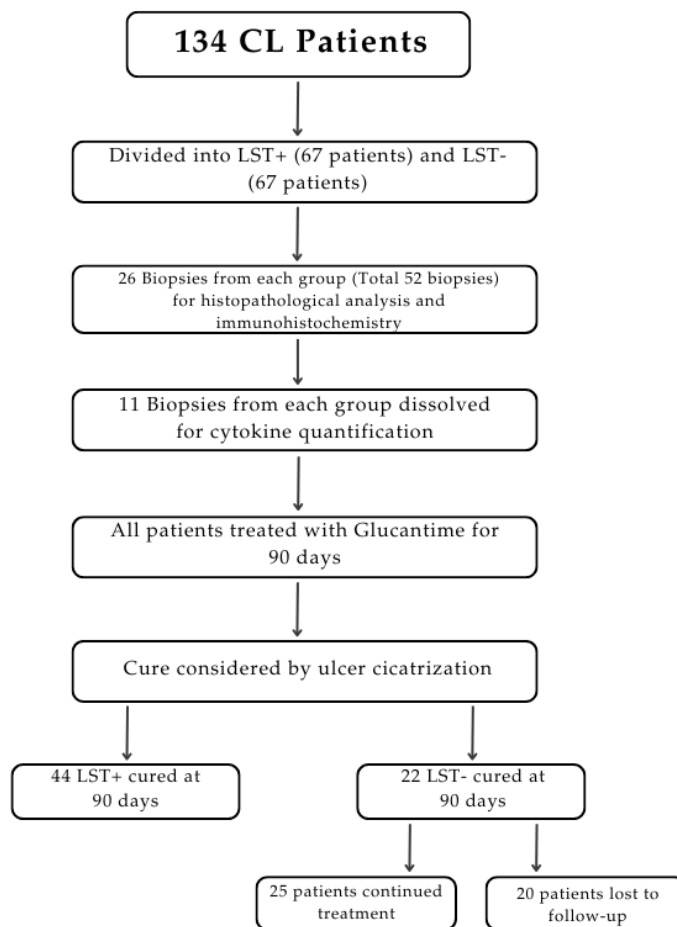 134 CL Patients
Divided into LST+ (67 patients) and LST-
(67 patients)
26 Biopsies from each group (Total 52 biopsies)
for histopathological analysis and
immunohistochemistry
11 Biopsies from each group dissolved
for cytokine quantification
All patients treated with Glucantime for
90 days
Cure considered by ulcer cicatrization
44 LST+ cured at
90 days
22 LST- cured at
90 days
25 patients continued
treatment
20 patients lost to
follow-up